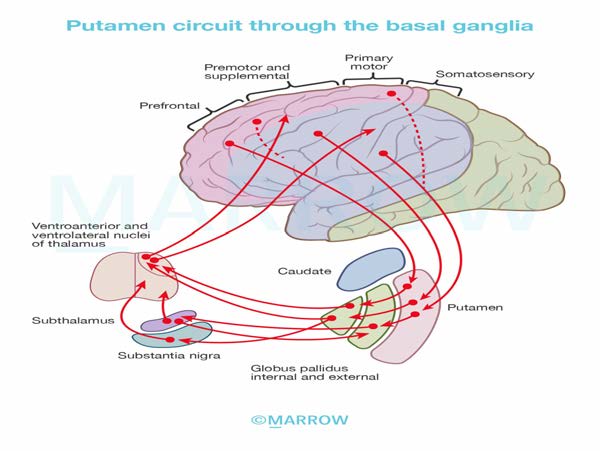 Putamen circuit through the basal ganglia
Primary
motor
Premotor and
supplemental
Somatosensory
Prefrontal
MARROW
Ventroanterior and
ventrolateral nuclei
of thalamus
Caudate
Putamen
Subthalamus
Substantia nigra
Globus pallidus
internal and external
©MARROW